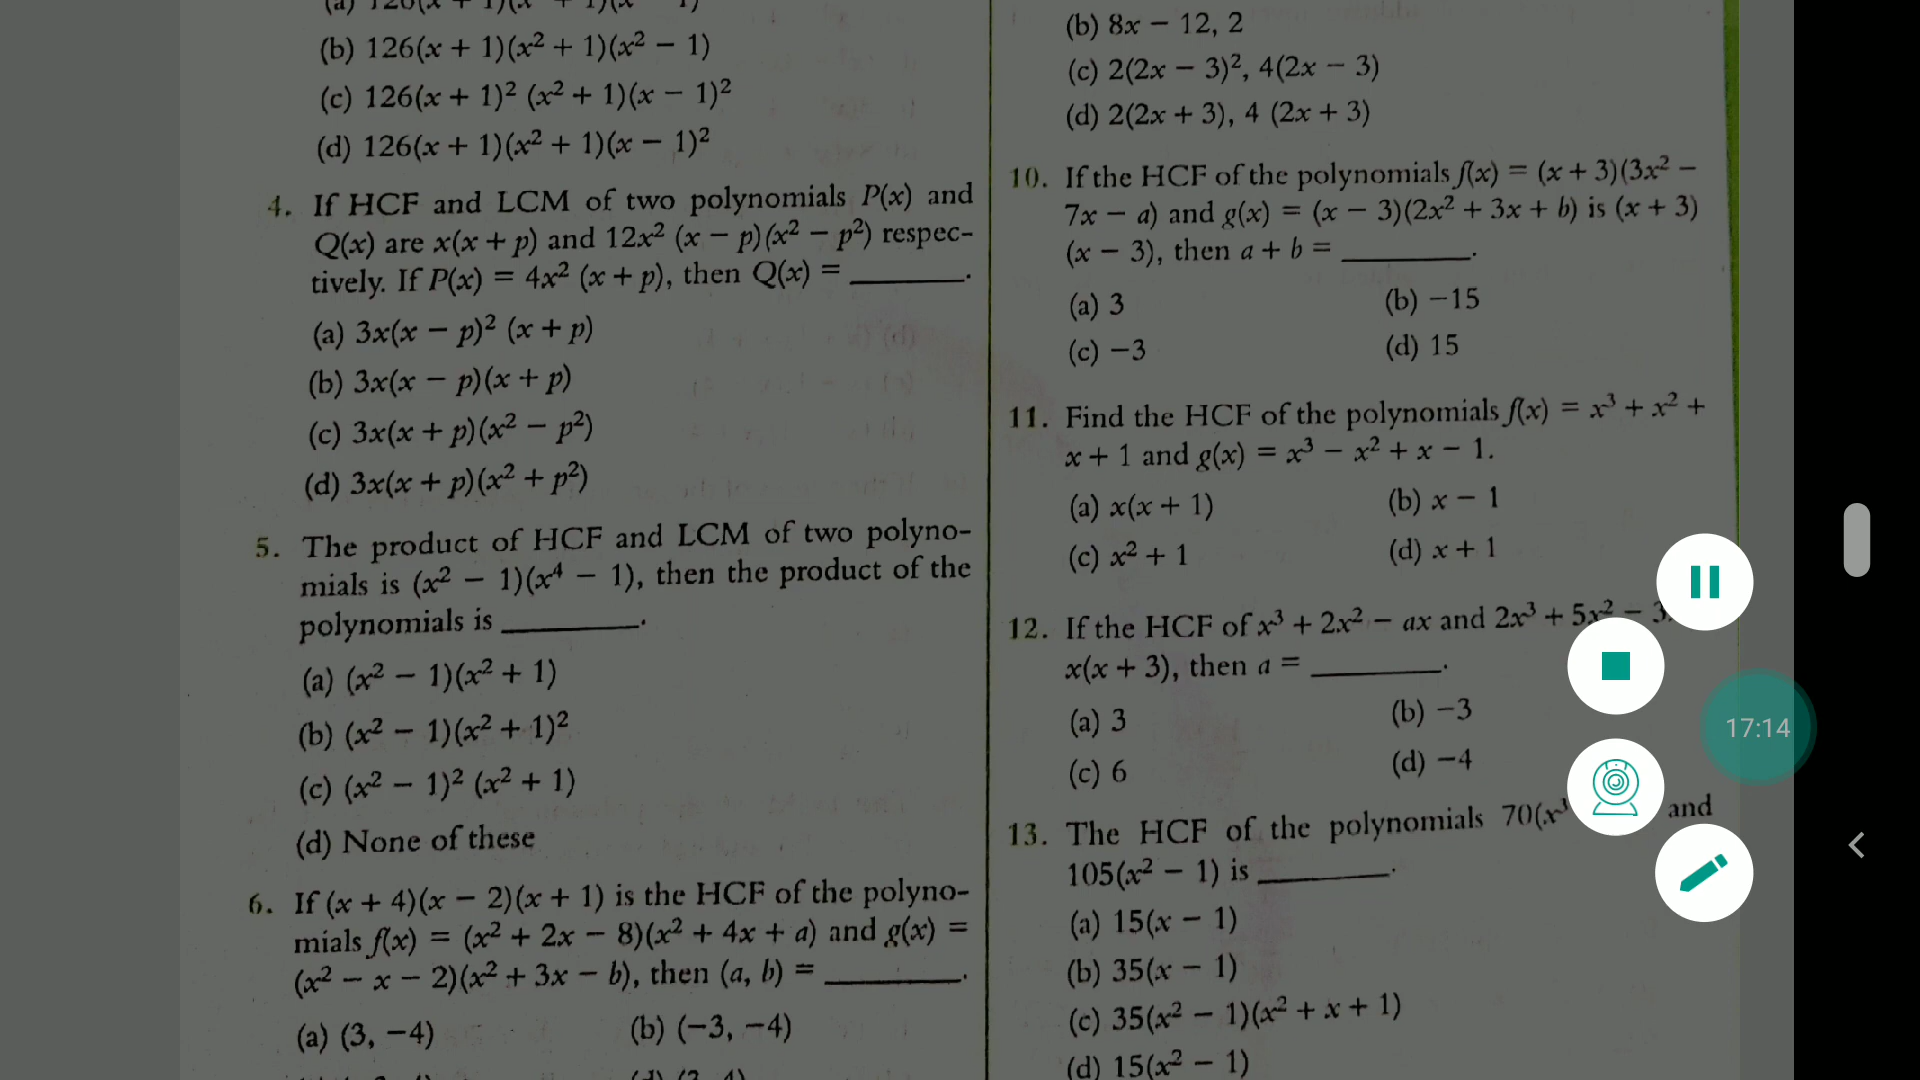 (b) 126(x + 1)(x² + 1)(x² − 1)
(c) 126(x + 1)² (x² + 1)(x − 1)²
(d) 126(x + 1)(x² + 1)(x − 1)²
4. If HCF and LCM of two polynomials P(x) and
Q(x) are x(x + p) and 12x² (x − p)(x² − p²) respec-
tively. If P(x) = 4x² (x + p), then Q(x) = ________.
(a) 3x(x − p)² (x + p)
(b) 3x(x − p)(x + p)
(c) 3x(x + p)(x² − p²)
(d) 3x(x + p)(x² + p²)
5. The product of HCF and LCM of two polyno-
mials is (x² − 1)(x⁴ − 1), then the product of the
polynomials is ________.
(a) (x² − 1)(x² + 1)
(b) (x² − 1)(x² + 1)²
(c) (x² − 1)² (x² + 1)
(d) None of these
6. If (x + 4)(x − 2)(x + 1) is the HCF of the polyno-
mials f(x) = (x² + 2x − 8)(x² + 4x + a) and g(x) =
(x² − x − 2)(x² + 3x − b), then (a, b) = ________.
(a) (3, −4) (b) (−3, −4)
(b) 8x − 12, 2
(c) 2(2x − 3)², 4(2x − 3)
(d) 2(2x + 3), 4 (2x + 3)
10. If the HCF of the polynomials f(x) = (x + 3)(3x² −
7x − a) and g(x) = (x − 3)(2x² + 3x + b) is (x + 3)
(x − 3), then a + b = ________.
(a) 3 (b) −15
(c) −3 (d) 15
11. Find the HCF of the polynomials f(x) = x³ + x² +
x + 1 and g(x) = x³ − x² + x − 1.
(a) x(x + 1) (b) x − 1
(c) x² + 1 (d) x + 1
12. If the HCF of x³ + 2x² − ax and 2x³ + 5x² − 3
x(x + 3), then a = ________.
(a) 3 (b) −3
(c) 6 (d) −4
13. The HCF of the polynomials 70(x³ and
105(x² − 1) is ________.
(a) 15(x − 1)
(b) 35(x − 1)
(c) 35(x² − 1)(x² + x + 1)
(d) 15(x² − 1)
17:14